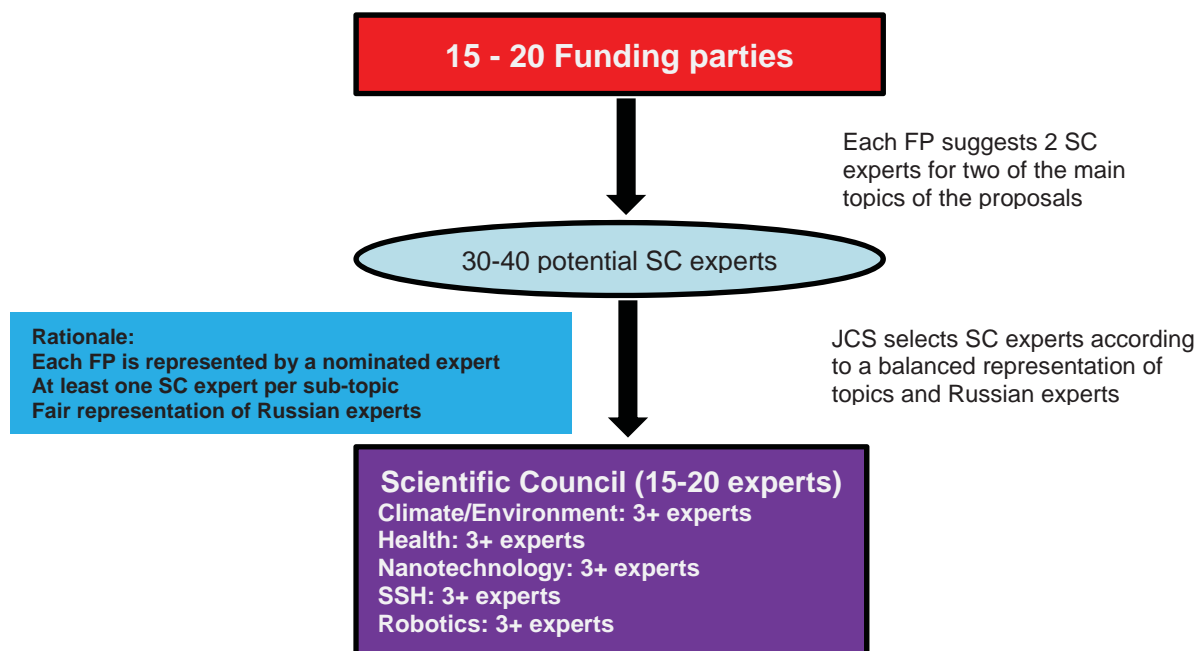 15 - 20 Funding parties
Each FP suggests 2 SC
experts for two of the main
topics of the proposals
30-40 potential SC experts
Rationale:
Each FP is represented by a nominated expert
At least one SC expert per sub-topic
Fair representation of Russian experts
JCS selects SC experts according
to a balanced representation of
topics and Russian experts
Scientific Council (15-20 experts)
Climate/Environment: 3+ experts
Health: 3+ experts
Nanotechnology: 3+ experts
SSH: 3+ experts
Robotics: 3+ experts